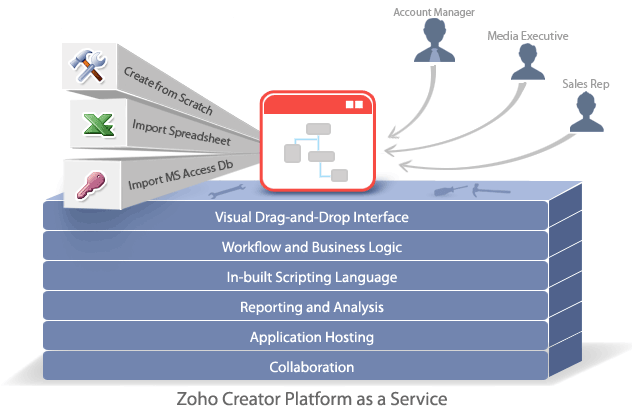 Account Manager
Media Executive
Sales Rep
Create from Scratch
Import Spreadsheet
Import MS Access Db
Visual Drag-and-Drop Interface
Workflow and Business Logic
In-built Scripting Language
Reporting and Analysis
Application Hosting
Collaboration
Zoho Creator Platform as a Service